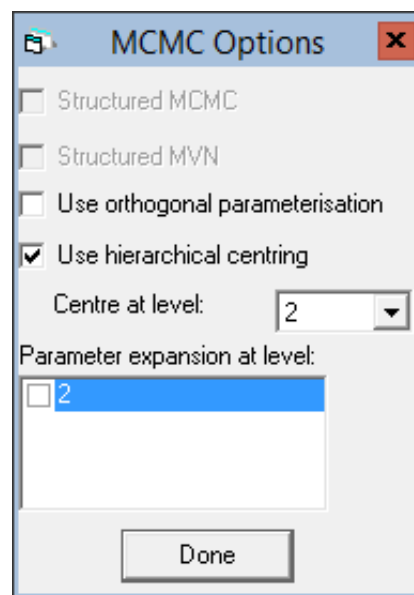 MCMC Options
Structured MCMC
Structured MVN
Use orthogonal parameterisation
Use hierarchical centring
Centre at level: 2
Parameter expansion at level:
2
Done